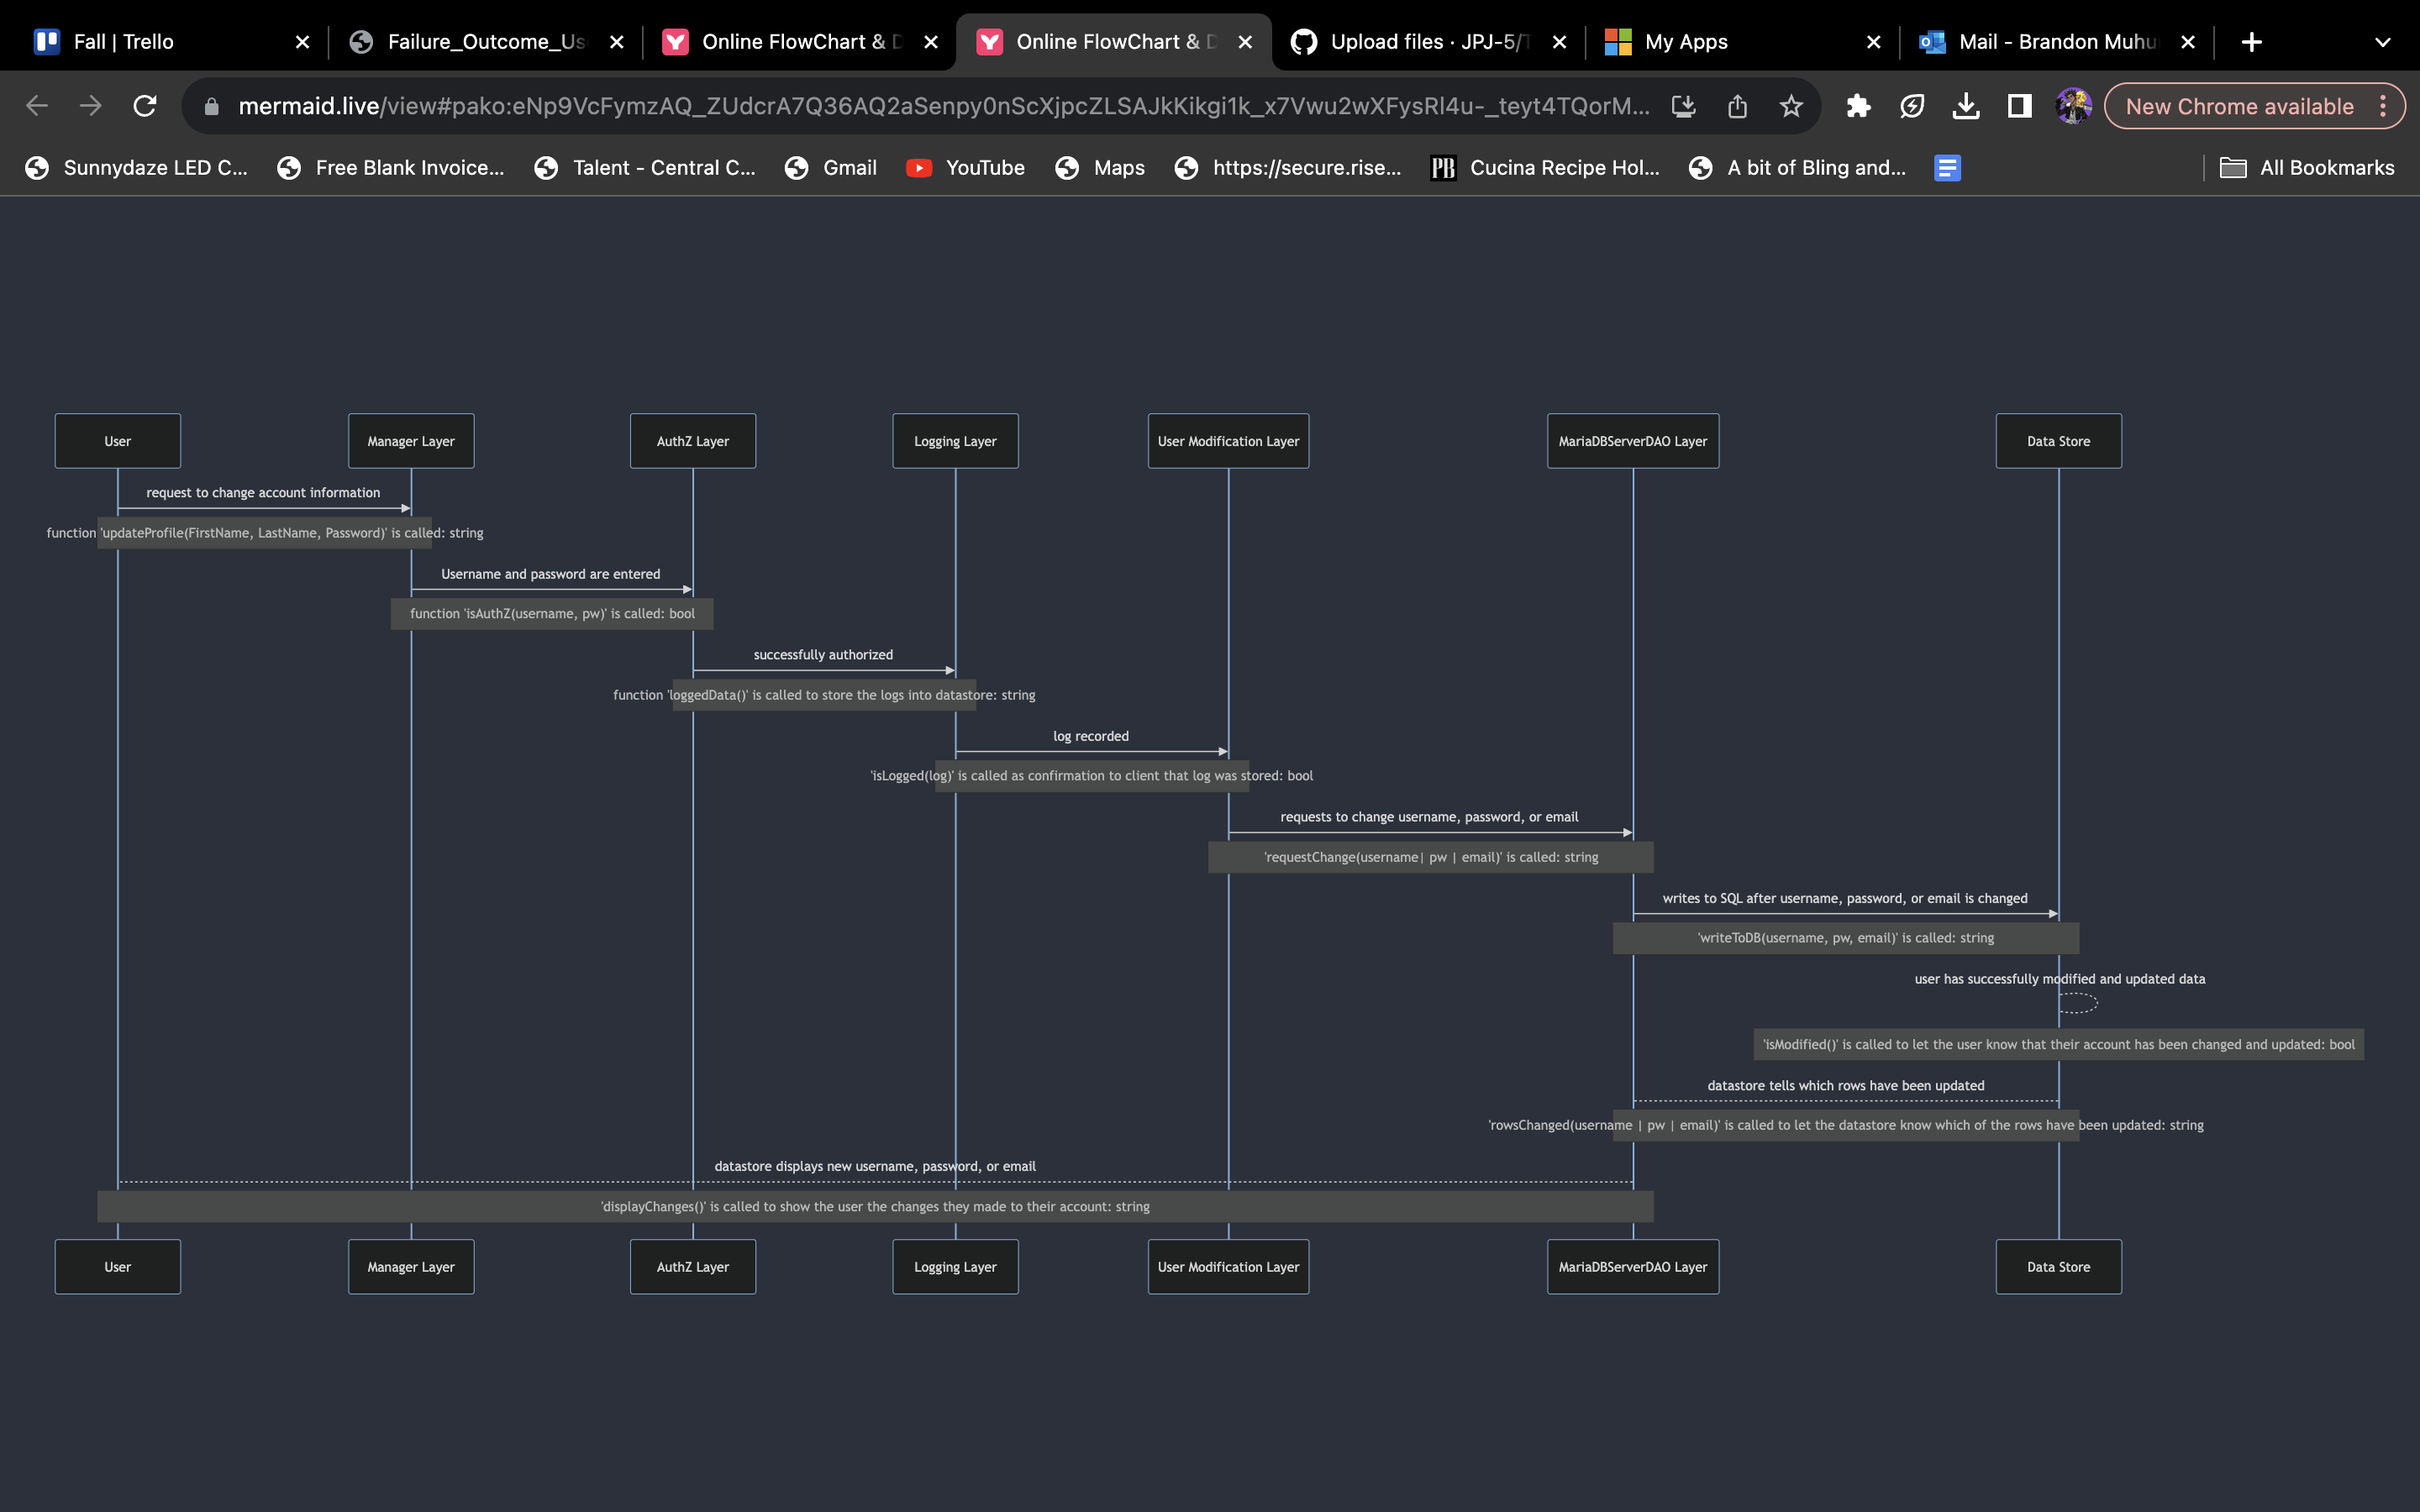 Fall | Trello
Failure_Outcome_Us
Online FlowChart & D
Online FlowChart & D
Upload files · JPJ-5/T
My Apps
Mail - Brandon Muhu
mermaid.live/view#pako:eNp9VcFymzAQ_ZUdcrA7Q36AQ2aSenpy0nScXjpcZLSAJkKikgi1k_x7Vwu2wXFysRl4u-_teyt4TQorM...
New Chrome available
Sunnydaze LED C...
Free Blank Invoice...
Talent - Central C...
Gmail
YouTube
Maps
https://secure.rise...
PB
Cucina Recipe Hol...
A bit of Bling and...
All Bookmarks
User
Manager Layer
AuthZ Layer
Logging Layer
User Modification Layer
MariaDBServerDAO Layer
Data Store
request to change account information
function 'updateProfile(FirstName, LastName, Password)' is called: string
Username and password are entered
function 'isAuthZ(username, pw)' is called: bool
successfully authorized
function 'loggedData()' is called to store the logs into datastore: string
log recorded
'isLogged(log)' is called as confirmation to client that log was stored: bool
requests to change username, password, or email
'requestChange(username| pw | email)' is called: string
writes to SQL after username, password, or email is changed
'writeToDB(username, pw, email)' is called: string
user has successfully modified and updated data
'isModified()' is called to let the user know that their account has been changed and updated: bool
datastore tells which rows have been updated
'rowsChanged(username | pw | email)' is called to let the datastore know which of the rows have been updated: string
datastore displays new username, password, or email
'displayChanges()' is called to show the user the changes they made to their account: string
User
Manager Layer
AuthZ Layer
Logging Layer
User Modification Layer
MariaDBServerDAO Layer
Data Store